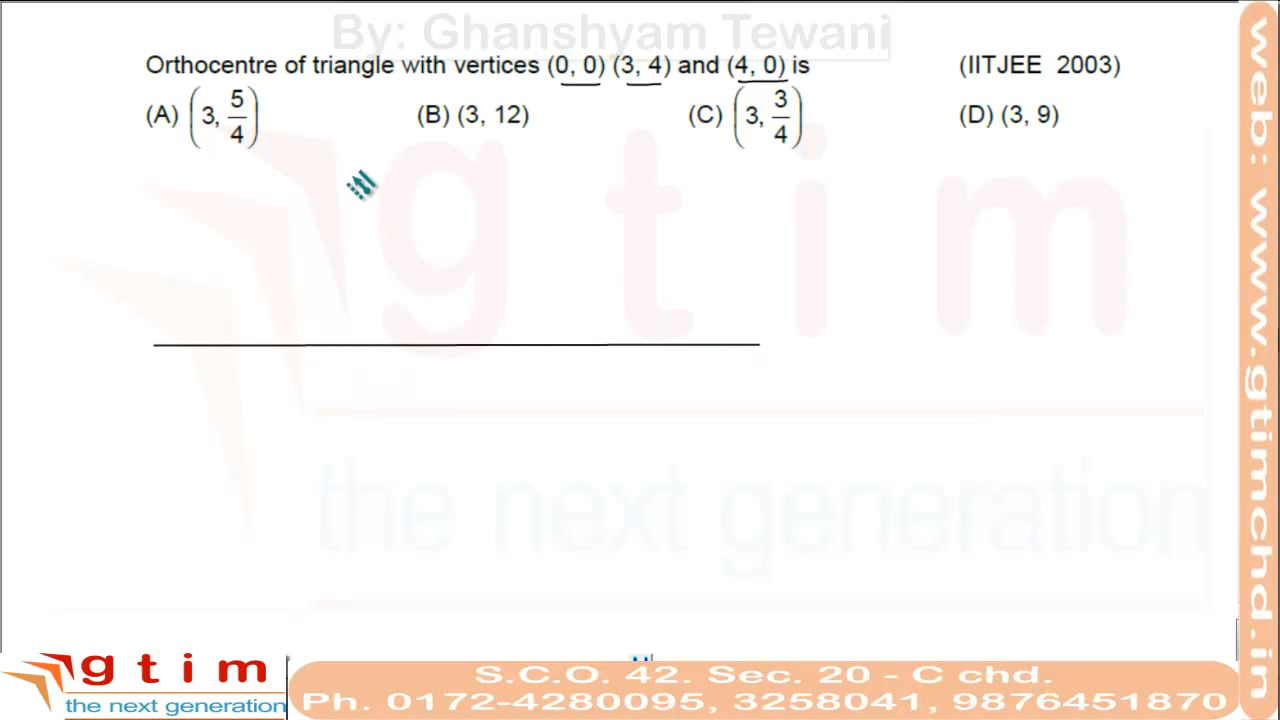 By: Ghanshyam Tewani
Orthocentre of triangle with vertices (0, 0) (3, 4) and (4, 0) is (IITJEE 2003)
(A) (3, 5/4) (B) (3, 12) (C) (3, 3/4) (D) (3, 9)
gtim
the next generation
web: www.gtimchd.in
gtim
the next generation
S.C.O. 42. Sec. 20 - C chd.
Ph. 0172-4280095, 3258041, 9876451870